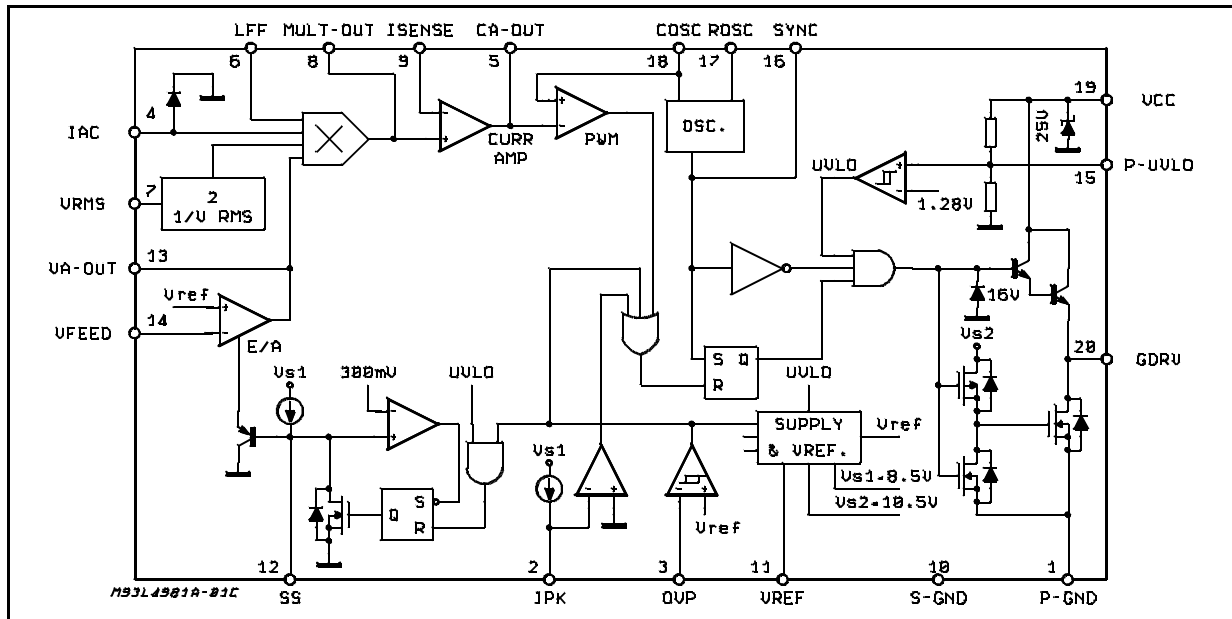 LFF MULT-OUT ISENSE CA-OUT COSC ROSC SYNC
6 8 9 5 18 17 16
19
VCC
4
IAC
OSC.
25V
CURR
AMP
PWM
UVLO
P-UVLO
15
1.28V
7
VRMS
2
1/V RMS
13
VA-OUT
Vref
14
VFEED
E/A
16V
Vs2
20
GDRV
S Q
R
Vs1
300mV
UVLO
UVLO
SUPPLY
& VREF.
Vref
Vs1=8.5V
Vs2=10.5V
Vs1
Q S
R
Vref
12 2 3 11 10 1
M93L4981A-01C
SS IPK OVP VREF S-GND P-GND